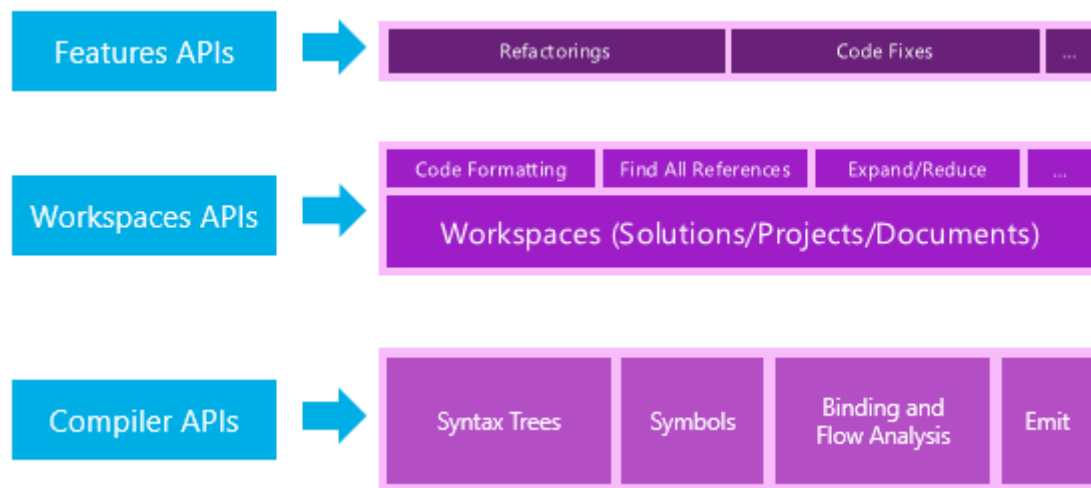 Features APIs
Refactorings
Code Fixes
...
Code Formatting
Find All References
Expand/Reduce
...
Workspaces APIs
Workspaces (Solutions/Projects/Documents)
Compiler APIs
Syntax Trees
Symbols
Binding and
Flow Analysis
Emit